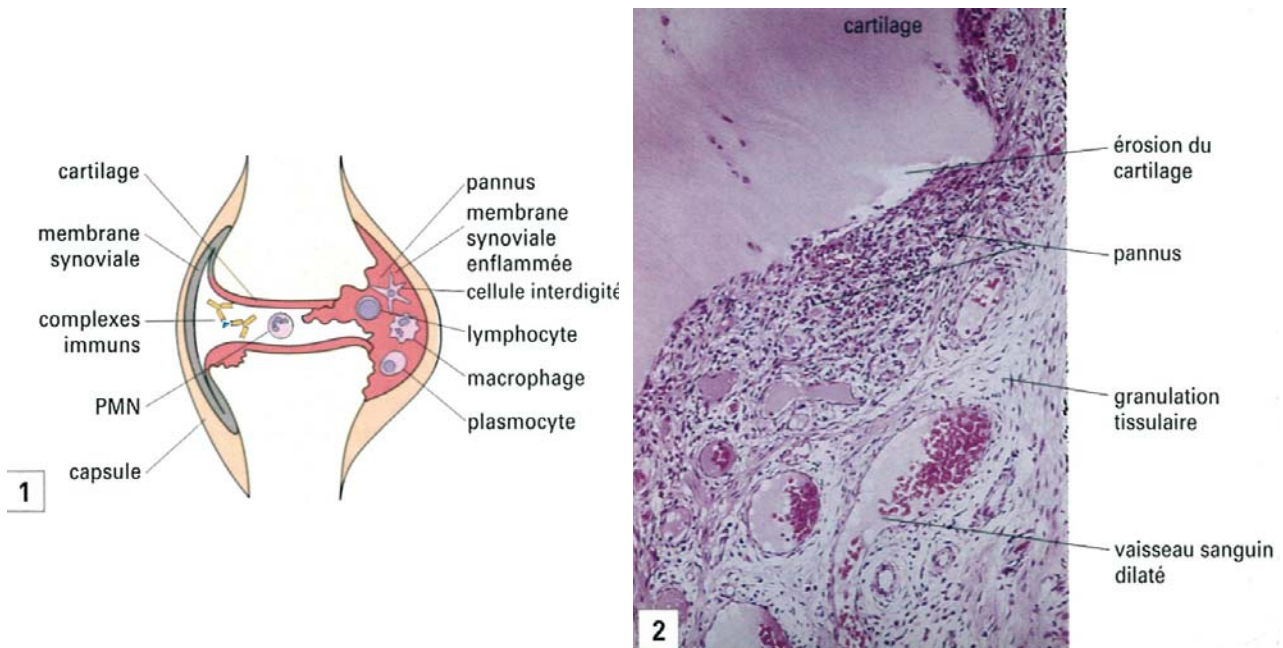 cartilage
membrane
synoviale
complexes
immuns
PMN
capsule
1
pannus
membrane
synoviale
enflammée
cellule interdigité
lymphocyte
macrophage
plasmocyte
cartilage
érosion du
cartilage
pannus
granulation
tissulaire
vaisseau sanguin
dilaté
2